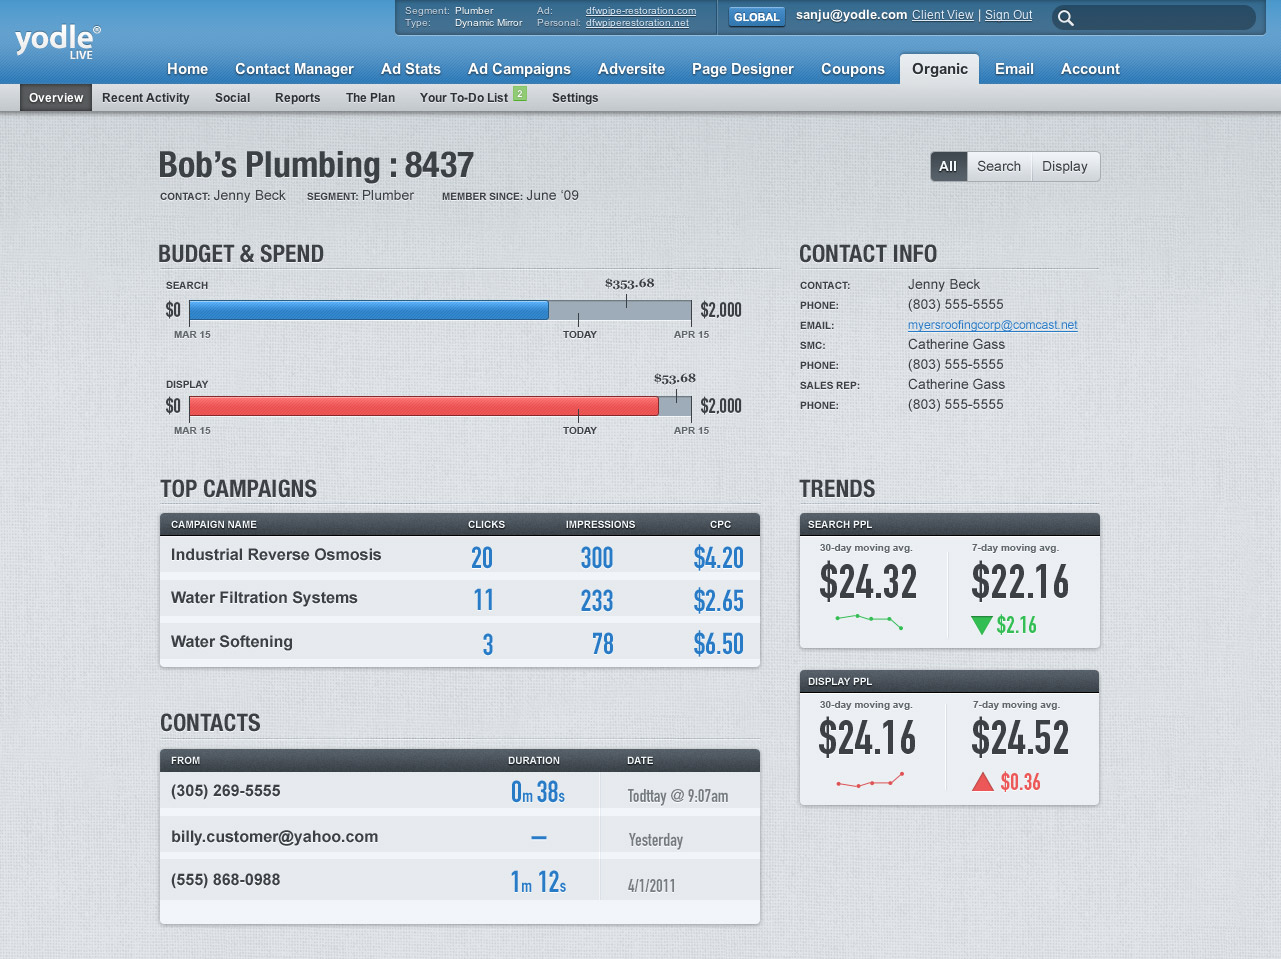 Segment: Plumber Ad: dfwpipe-restoration.com
Type: Dynamic Mirror Personal: dfwpiperestoration.net
GLOBAL sanju@yodle.com Client View | Sign Out
yodle®
LIVE
Home Contact Manager Ad Stats Ad Campaigns Adversite Page Designer Coupons Organic Email Account
Overview Recent Activity Social Reports The Plan Your To-Do List 2 Settings
Bob's Plumbing : 8437
All Search Display
CONTACT: Jenny Beck SEGMENT: Plumber MEMBER SINCE: June '09
BUDGET & SPEND
SEARCH
$353.68
$0 $2,000
MAR 15 TODAY APR 15
DISPLAY
$53.68
$0 $2,000
MAR 15 TODAY APR 15
CONTACT INFO
CONTACT: Jenny Beck
PHONE: (803) 555-5555
EMAIL: myersroofingcorp@comcast.net
SMC: Catherine Gass
PHONE: (803) 555-5555
SALES REP: Catherine Gass
PHONE: (803) 555-5555
TOP CAMPAIGNS
CAMPAIGN NAME CLICKS IMPRESSIONS CPC
Industrial Reverse Osmosis 20 300 $4.20
Water Filtration Systems 11 233 $2.65
Water Softening 3 78 $6.50
TRENDS
SEARCH PPL
30-day moving avg. 7-day moving avg.
$24.32 $22.16
$2.16
DISPLAY PPL
30-day moving avg. 7-day moving avg.
$24.16 $24.52
$0.36
CONTACTS
FROM DURATION DATE
(305) 269-5555 0m 38s Todttay @ 9:07am
billy.customer@yahoo.com – Yesterday
(555) 868-0988 1m 12s 4/1/2011